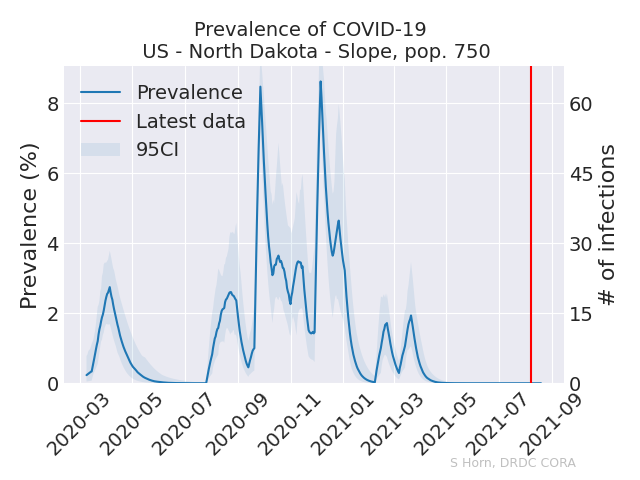 Prevalence of COVID-19
US - North Dakota - Slope, pop. 750
Prevalence
Latest data
95CI
Prevalence (%)
8
6
4
2
0
# of infections
60
45
30
15
0
2020-03
2020-05
2020-07
2020-09
2020-11
2021-01
2021-03
2021-05
2021-07
2021-09
S Horn, DRDC CORA